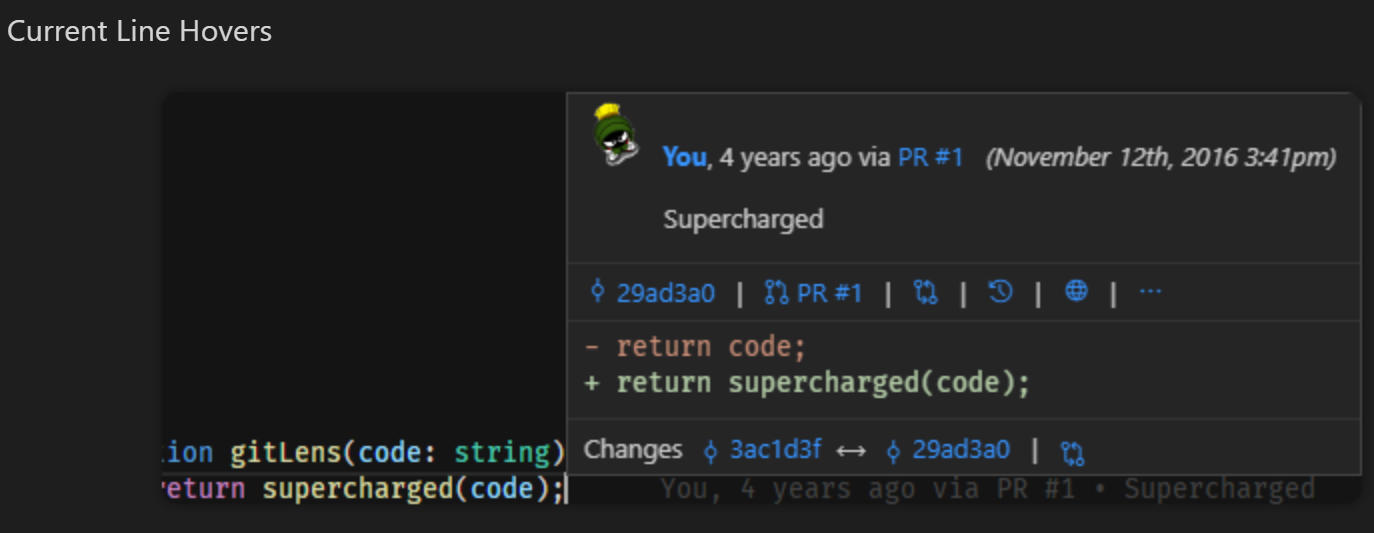 Current Line Hovers
You, 4 years ago via PR #1 (November 12th, 2016 3:41pm)
Supercharged
29ad3a0 | PR #1 | | | | ···
- return code;
+ return supercharged(code);
Changes 3ac1d3f ↔ 29ad3a0 |
tion gitLens(code: string)
return supercharged(code); You, 4 years ago via PR #1 • Supercharged